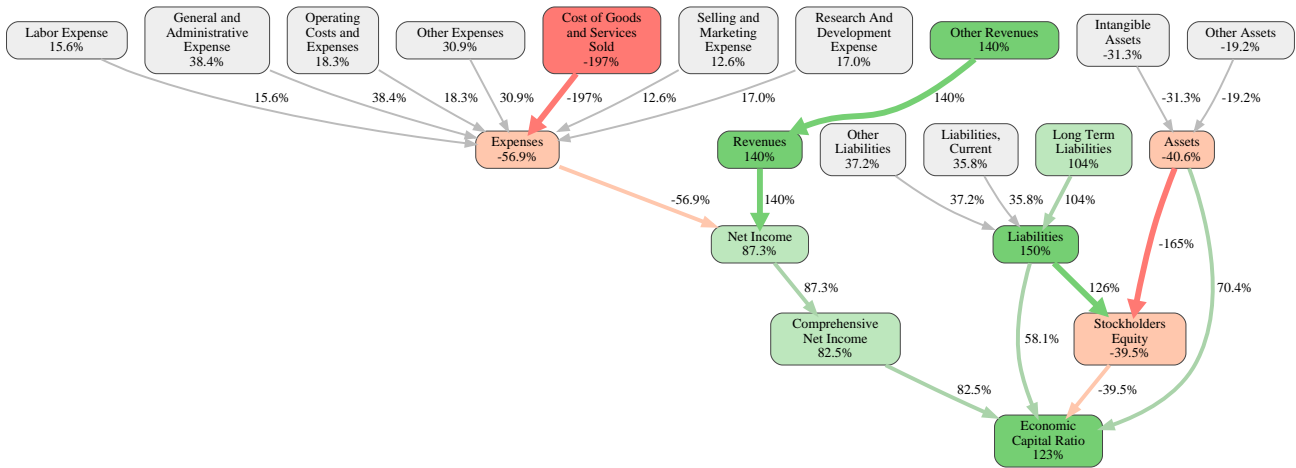 Labor Expense
15.6%
General and
Administrative
Expense
38.4%
Operating
Costs and
Expenses
18.3%
Other Expenses
30.9%
Cost of Goods
and Services
Sold
-197%
Selling and
Marketing
Expense
12.6%
Research And
Development
Expense
17.0%
Other Revenues
140%
Intangible
Assets
-31.3%
Other Assets
-19.2%
15.6%
38.4%
18.3%
30.9%
-197%
12.6%
17.0%
140%
-31.3%
-19.2%
Expenses
-56.9%
Revenues
140%
Other
Liabilities
37.2%
Liabilities,
Current
35.8%
Long Term
Liabilities
104%
Assets
-40.6%
-56.9%
140%
37.2%
35.8%
104%
Net Income
87.3%
Liabilities
150%
-165%
87.3%
126%
70.4%
Comprehensive
Net Income
82.5%
58.1%
Stockholders
Equity
-39.5%
82.5%
-39.5%
Economic
Capital Ratio
123%